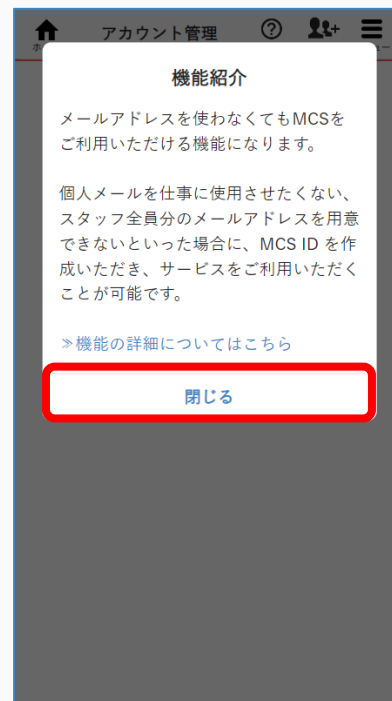 アカウント管理
ホ
ュー
機能紹介
メールアドレスを使わなくてもMCSを
ご利用いただける機能になります。
個人メールを仕事に使用させたくない、
スタッフ全員分のメールアドレスを用意
できないといった場合に、MCS ID を作
成いただき、サービスをご利用いただく
ことが可能です。
≫機能の詳細についてはこちら
閉じる